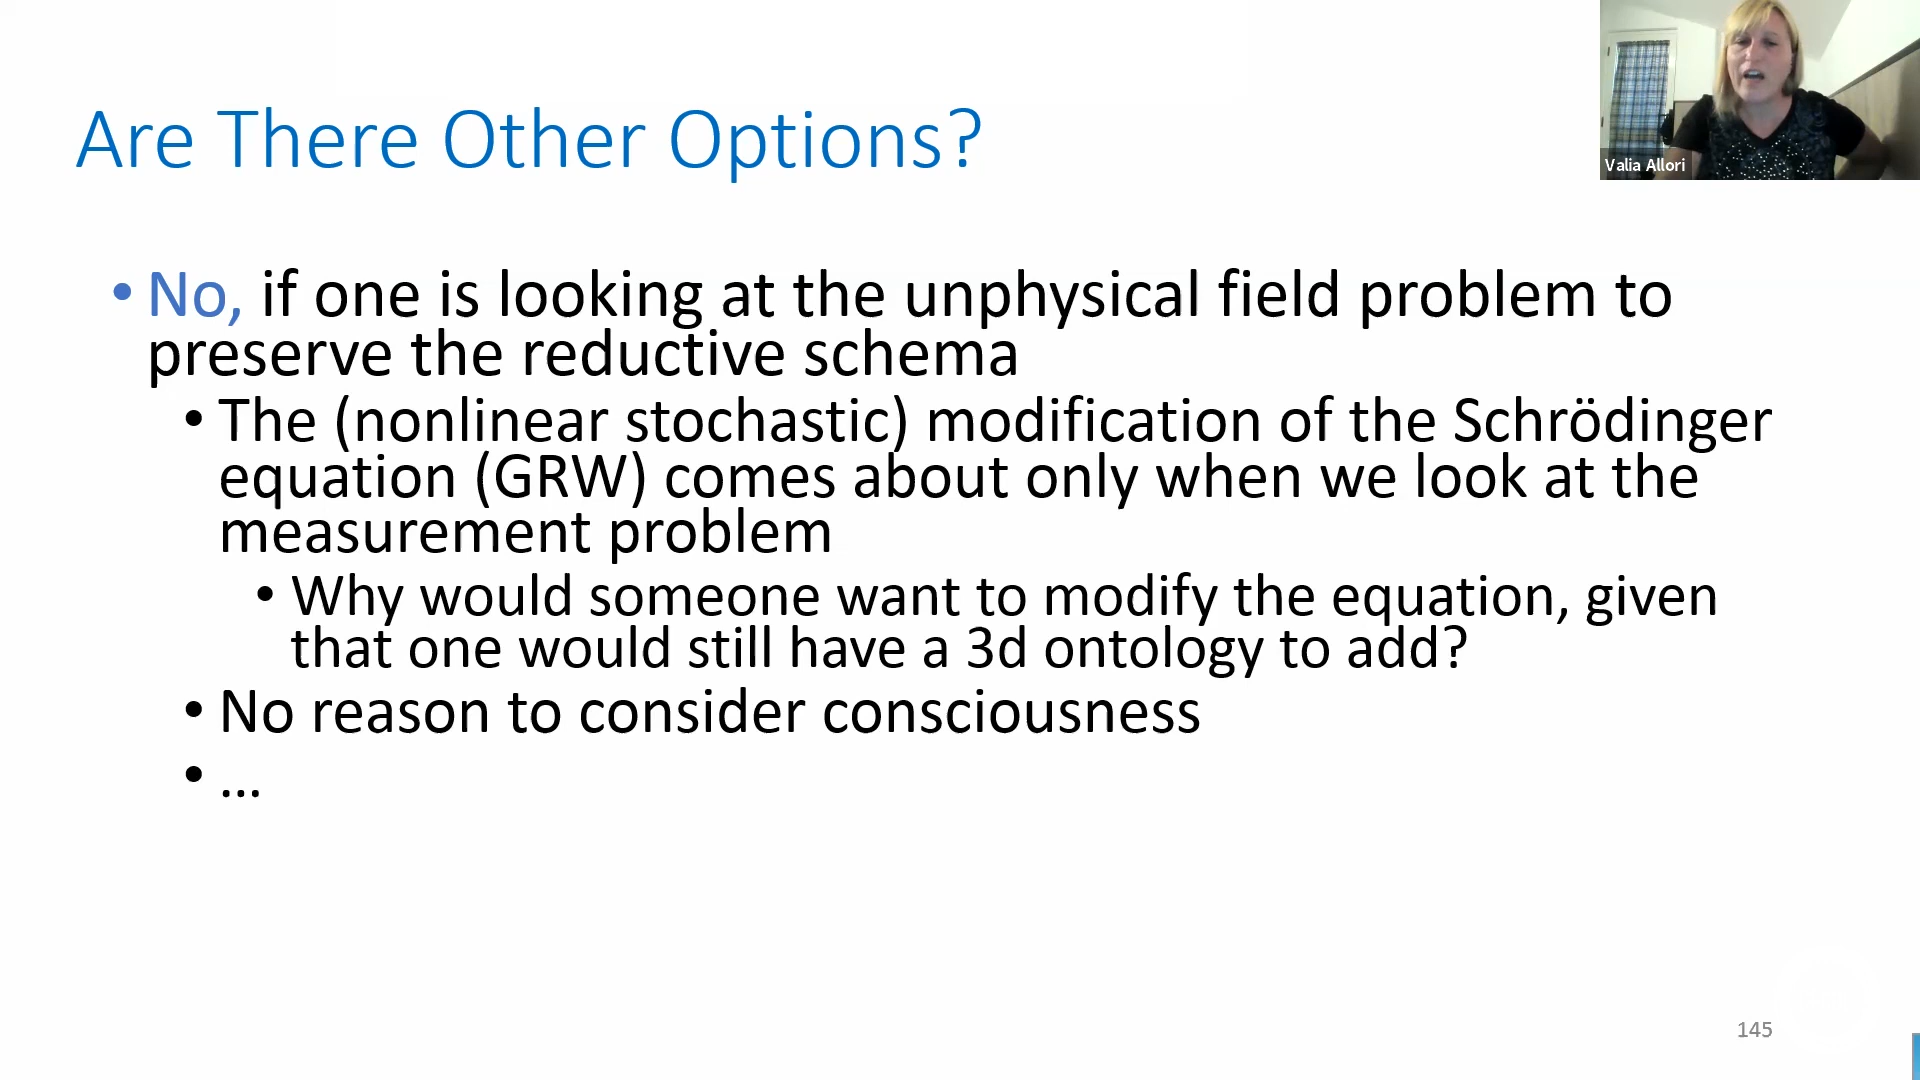 Are There Other Options?
Valia Allori
• No, if one is looking at the unphysical field problem to
preserve the reductive schema
• The (nonlinear stochastic) modification of the Schrödinger
equation (GRW) comes about only when we look at the
measurement problem
• Why would someone want to modify the equation, given
that one would still have a 3d ontology to add?
• No reason to consider consciousness
• ...
145